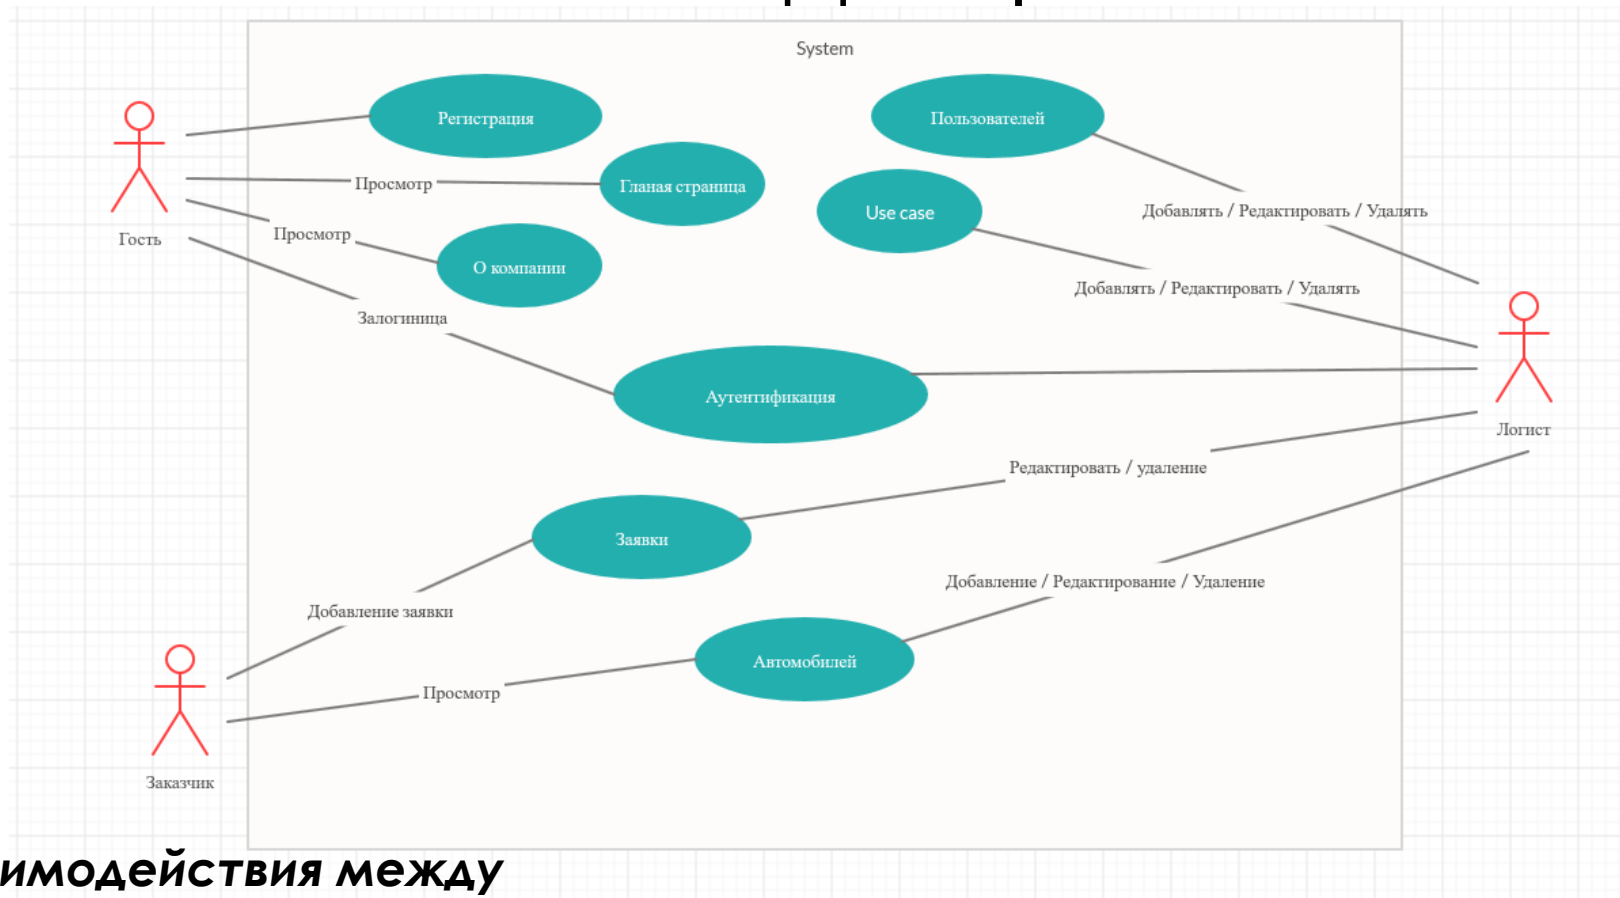 System
Регистрация
Пользователей
Просмотр
Гланая страница
Use case
Добавлять / Редактировать / Удалять
Гость
Просмотр
О компании
Добавлять / Редактировать / Удалять
Залогиница
Аутентификация
Логист
Редактировать / удаление
Заявки
Добавление / Редактирование / Удаление
Добавление заявки
Автомобилей
Просмотр
Заказчик
имодействия между